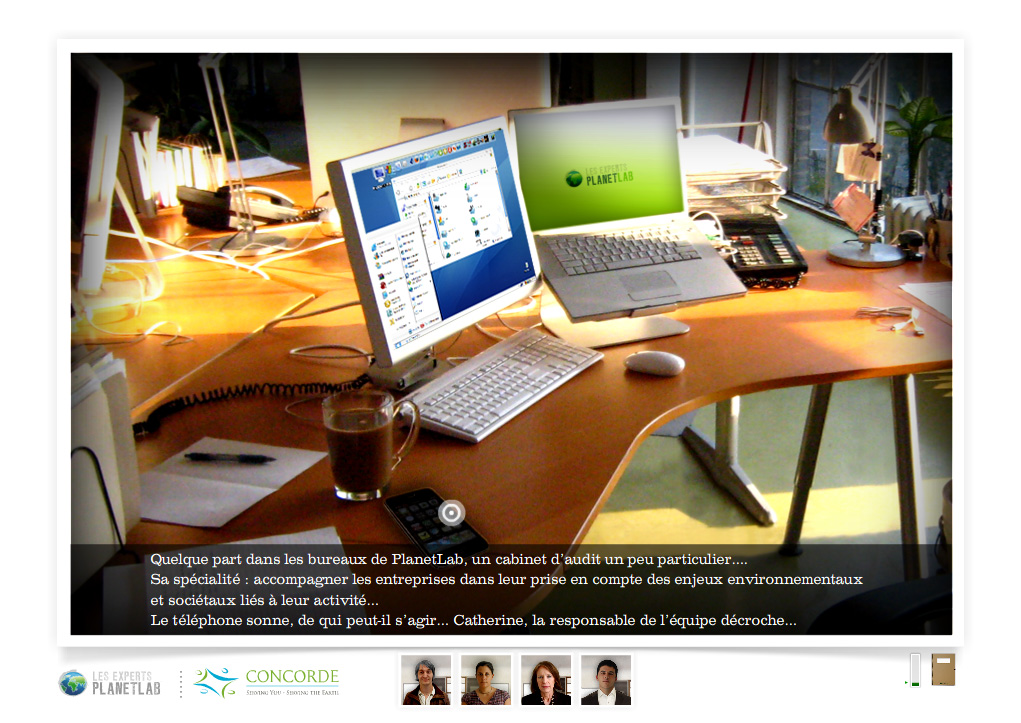 LES EXPERTS
PLANETLAB
Quelque part dans les bureaux de PlanetLab, un cabinet d’audit un peu particulier....
Sa spécialité : accompagner les entreprises dans leur prise en compte des enjeux environnementaux
et sociétaux liés à leur activité...
Le téléphone sonne, de qui peut-il s’agir... Catherine, la responsable de l’équipe décroche...
LES EXPERTS
PLANETLAB
CONCORDE
SERVING YOU - SERVING THE EARTH